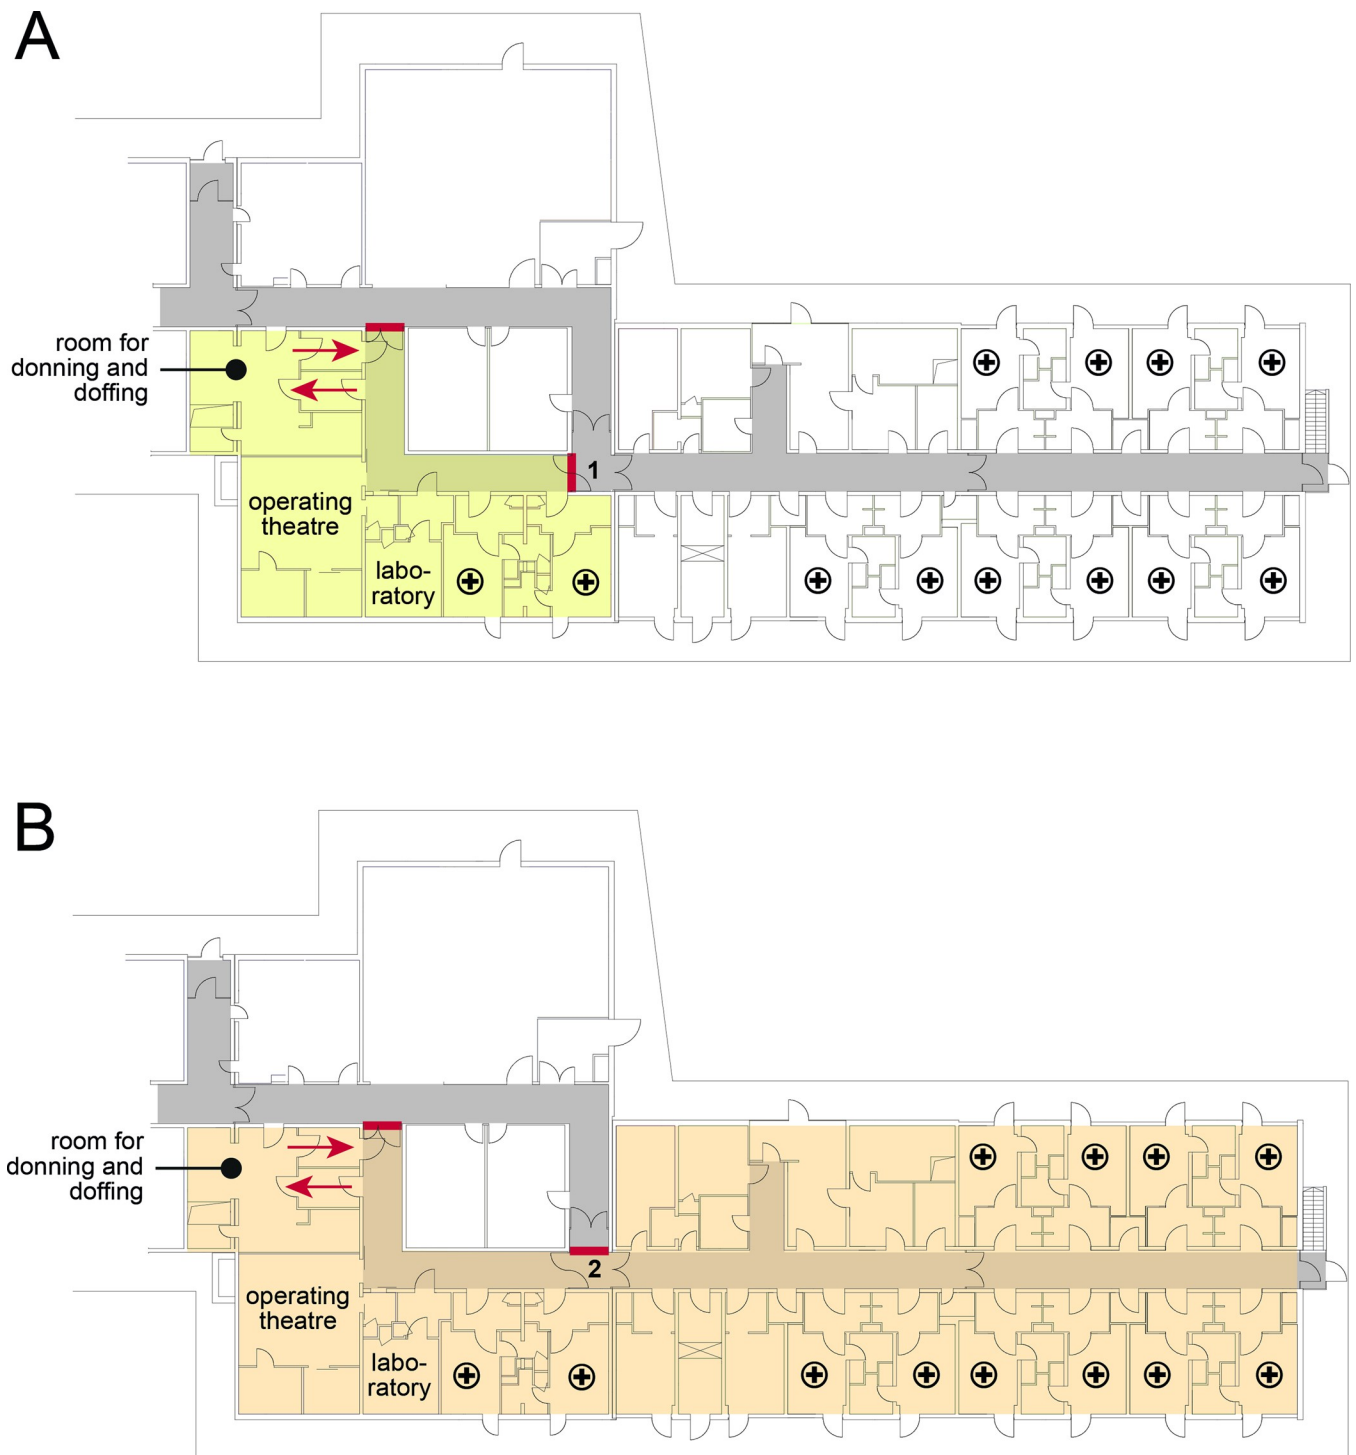 A
room for
donning and
doffing
1
operating
theatre
labo-
ratory
B
room for
donning and
doffing
2
operating
theatre
labo-
ratory